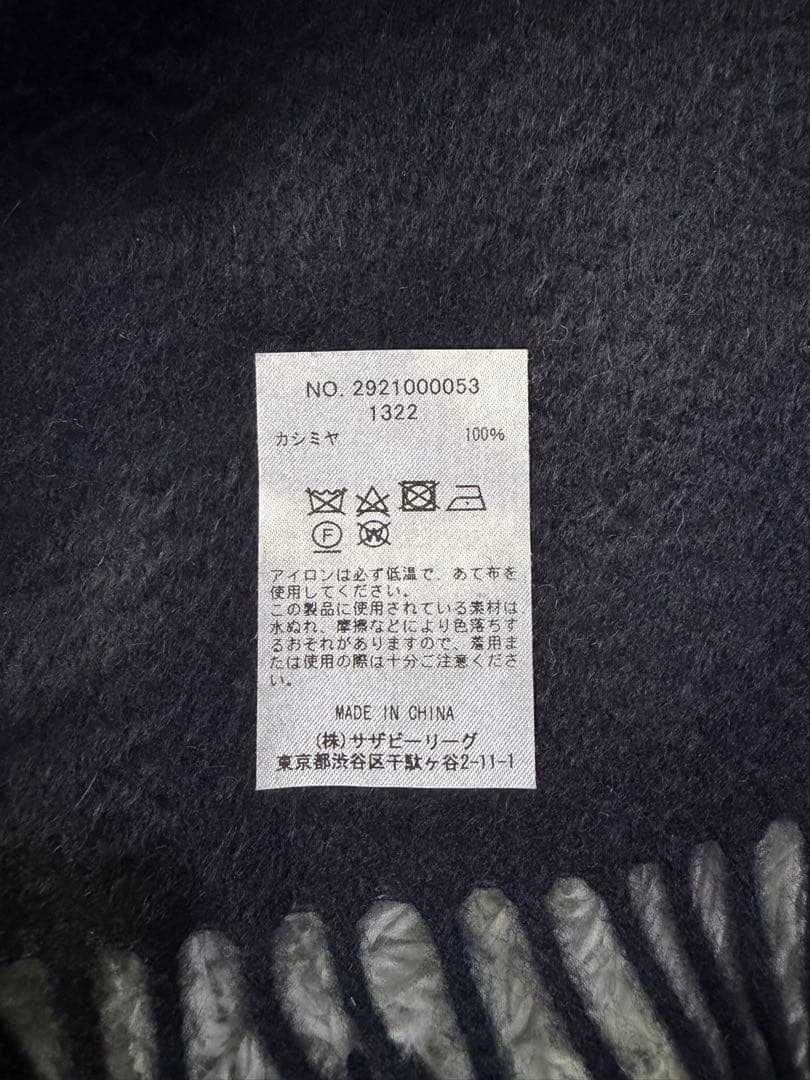 NO. 2921000053
1322
カシミヤ 100%
F W
アイロンは必ず低温で、あて布を
使用してください。
この製品に使用されている素材は
水ぬれ、摩擦などにより色落ちす
るおそれがありますので、着用ま
たは使用の際は十分ご注意くださ
い。
MADE IN CHINA
(株)サザビーリーグ
東京都渋谷区千駄ヶ谷2-11-1